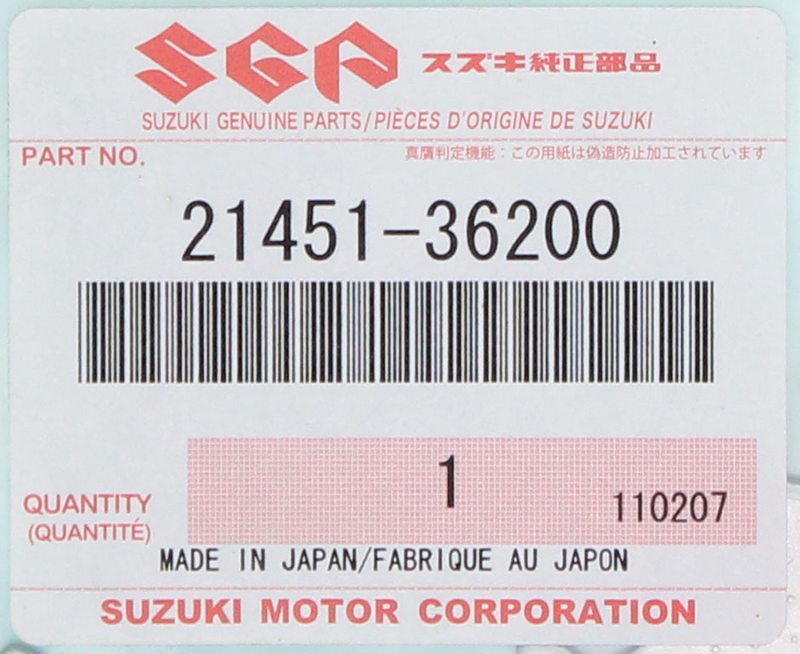 SGP スズキ純正部品
SUZUKI GENUINE PARTS/PIÈCES D'ORIGINE DE SUZUKI
PART NO. 真贋判定機能：この用紙は偽造防止加工されています
21451-36200
1
QUANTITY
(QUANTITÉ)
110207
MADE IN JAPAN/FABRIQUE AU JAPON
SUZUKI MOTOR CORPORATION